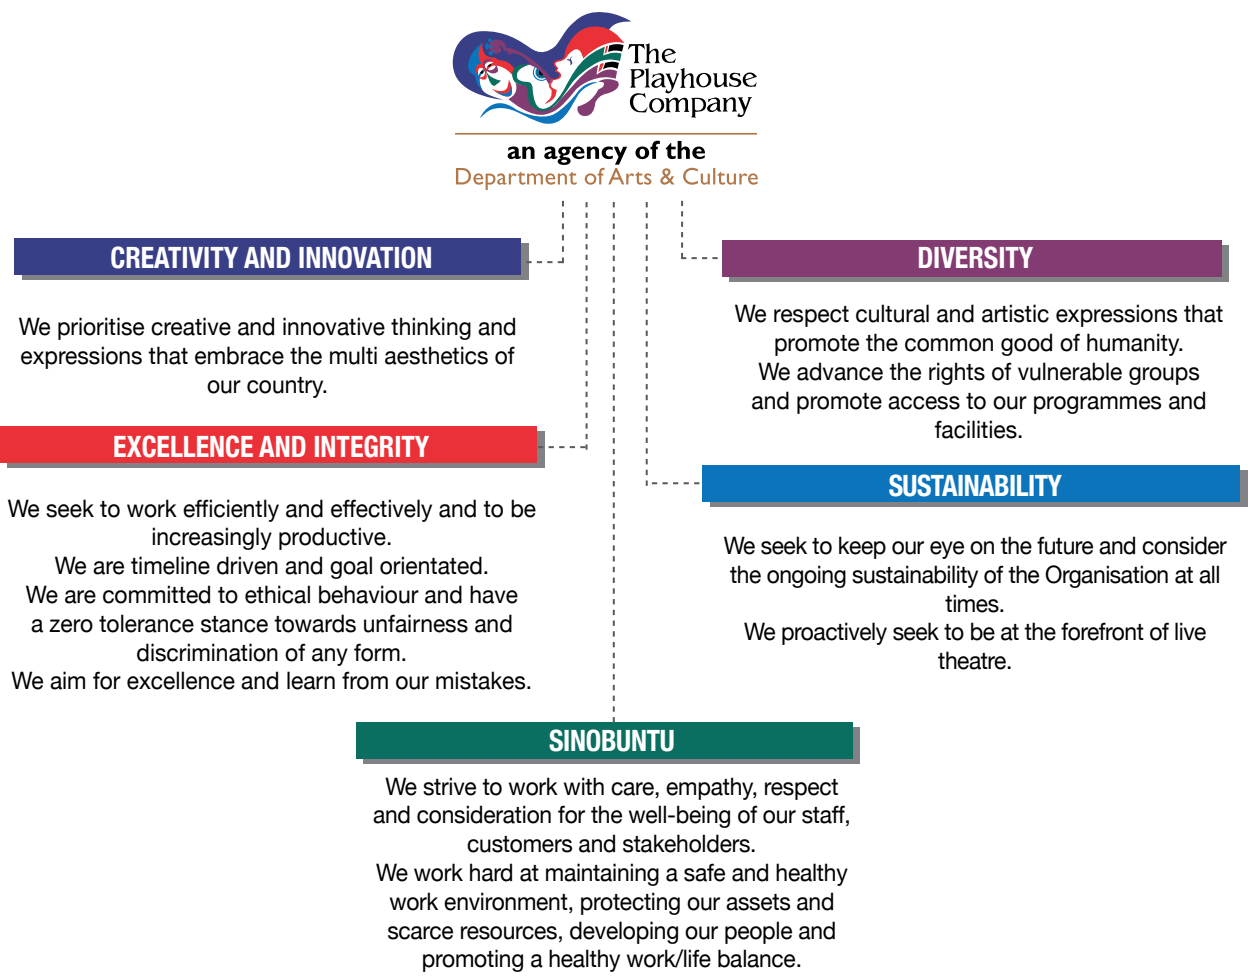 The
Playhouse
Company
an agency of the
Department of Arts & Culture
CREATIVITY AND INNOVATION
We prioritise creative and innovative thinking and
expressions that embrace the multi aesthetics of
our country.
EXCELLENCE AND INTEGRITY
We seek to work efficiently and effectively and to be
increasingly productive.
We are timeline driven and goal orientated.
We are committed to ethical behaviour and have
a zero tolerance stance towards unfairness and
discrimination of any form.
We aim for excellence and learn from our mistakes.
DIVERSITY
We respect cultural and artistic expressions that
promote the common good of humanity.
We advance the rights of vulnerable groups
and promote access to our programmes and
facilities.
SUSTAINABILITY
We seek to keep our eye on the future and consider
the ongoing sustainability of the Organisation at all
times.
We proactively seek to be at the forefront of live
theatre.
SINOBUNTU
We strive to work with care, empathy, respect
and consideration for the well-being of our staff,
customers and stakeholders.
We work hard at maintaining a safe and healthy
work environment, protecting our assets and
scarce resources, developing our people and
promoting a healthy work/life balance.